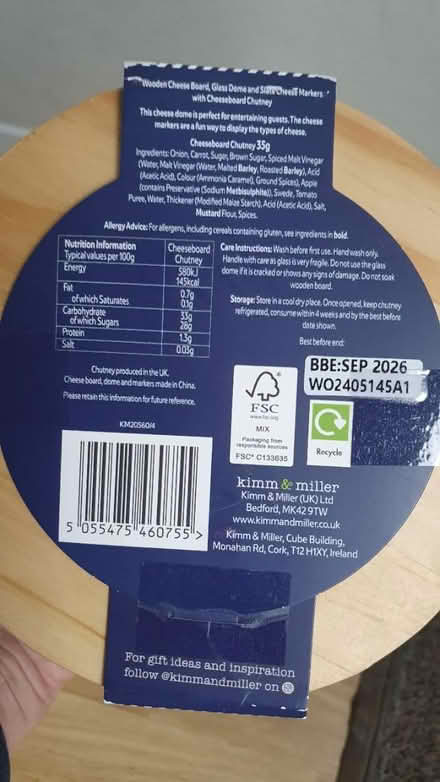 Wooden Cheese Board, Glass Dome and Slate Cheese Markers
with Cheeseboard Chutney
This cheese dome is perfect for entertaining guests. The cheese
markers are a fun way to display the types of cheese.
Cheeseboard Chutney 35g
Ingredients: Onion, Carrot, Sugar, Brown Sugar, Spiced Malt Vinegar
(Water, Malt Vinegar (Water, Malted Barley, Roasted Barley), Acid
(Acetic Acid), Colour (Ammonia Caramel), Ground Spices), Apple
(contains Preservative (Sodium Metbisulphite)), Swede, Tomato
Puree, Water, Thickener (Modified Maize Starch), Acid (Acetic Acid), Salt,
Mustard Flour, Spices.
Allergy Advice: For allergens, including cereals containing gluten, see ingredients in bold.
Nutrition Information Cheeseboard
Typical values per 100g Chutney
Energy 580kJ
145kcal
Fat 0.7g
of which Saturates 0.1g
Carbohydrate 33g
of which Sugars 28g
Protein 1.3g
Salt 0.03g
Care Instructions: Wash before first use. Hand wash only.
Handle with care as glass is very fragile. Do not use the glass
dome if it is cracked or shows any signs of damage. Do not soak
wooden board.
Storage: Store in a cool dry place. Once opened, keep chutney
refrigerated, consume within 4 weeks and by the best before
date shown.
Best before end:
BBE:SEP 2026
WO2405145A1
Chutney produced in the UK.
Cheese board, dome and markers made in China.
Please retain this information for future reference.
KM20560/4
5 055475 460755 >
FSC
www.fsc.org
MIX
Packaging from
responsible sources
FSC® C133635
Recycle
kimm & miller
Kimm & Miller (UK) Ltd
Bedford, MK42 9TW
www.kimmandmiller.co.uk
Kimm & Miller, Cube Building,
Monahan Rd, Cork, T12 H1XY, Ireland
For gift ideas and inspiration
follow @kimmandmiller on